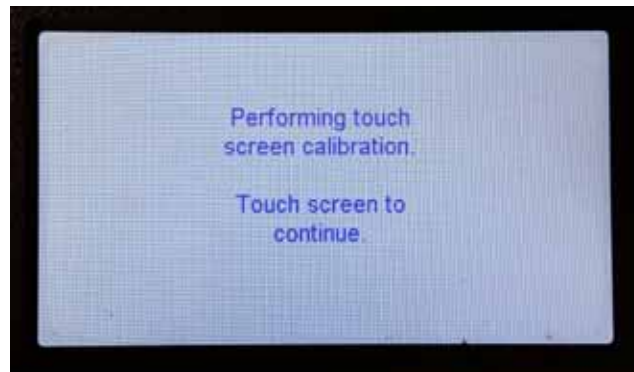 Performing touch
screen calibration.
Touch screen to
continue.